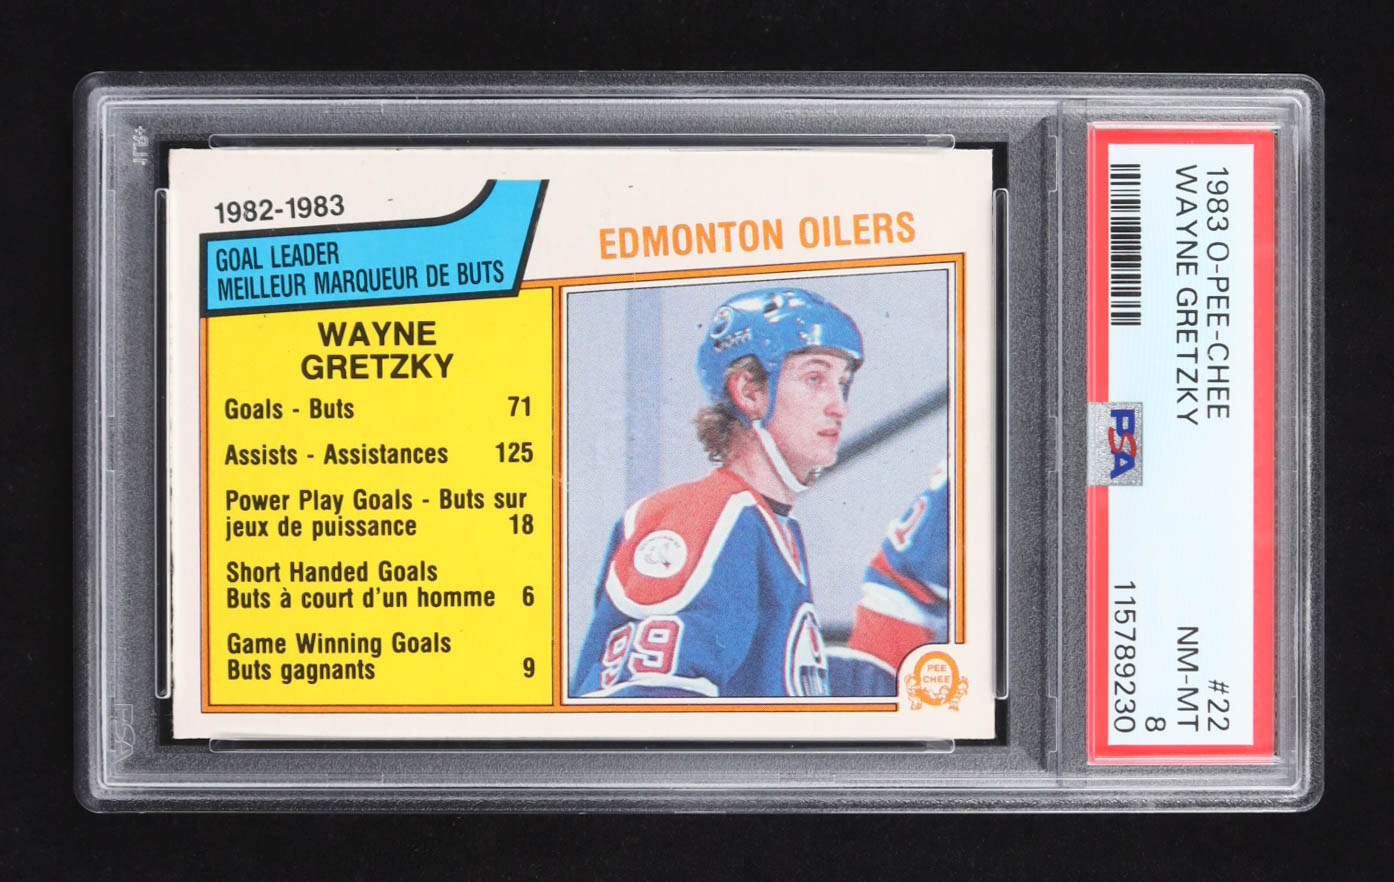 1982-1983
GOAL LEADER
MEILLEUR MARQUEUR DE BUTS
EDMONTON OILERS
WAYNE
GRETZKY
Goals - Buts 71
Assists - Assistances 125
Power Play Goals - Buts sur
jeux de puissance 18
Short Handed Goals
Buts à court d'un homme 6
Game Winning Goals
Buts gagnants 9
99
PEE
CHEE
1983 O-PEE-CHEE #22
WAYNE GRETZKY NM-MT
8
115789230
PSA
PSA